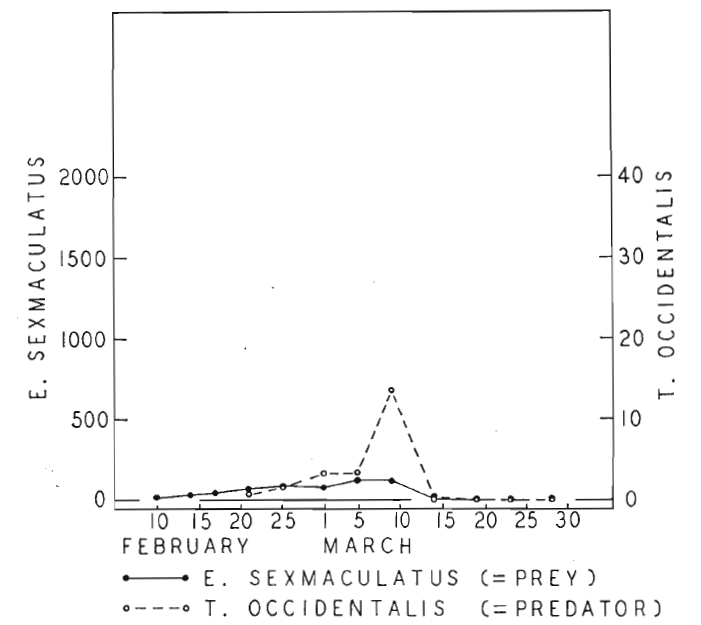 E. SEXMACULATUS
2000
1500
1000
500
0
T. OCCIDENTALIS
40
30
20
10
0
10 15 20 25 1 5 10 15 20 25 30
FEBRUARY MARCH
E. SEXMACULATUS (=PREY)
T. OCCIDENTALIS (=PREDATOR)